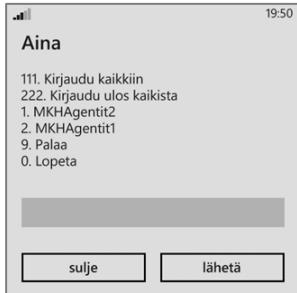 19:50
Aina
111. Kirjaudu kaikkiin
222. Kirjaudu ulos kaikista
1. MKHAgentit2
2. MKHAgentit1
9. Palaa
0. Lopeta
sulje
lähetä